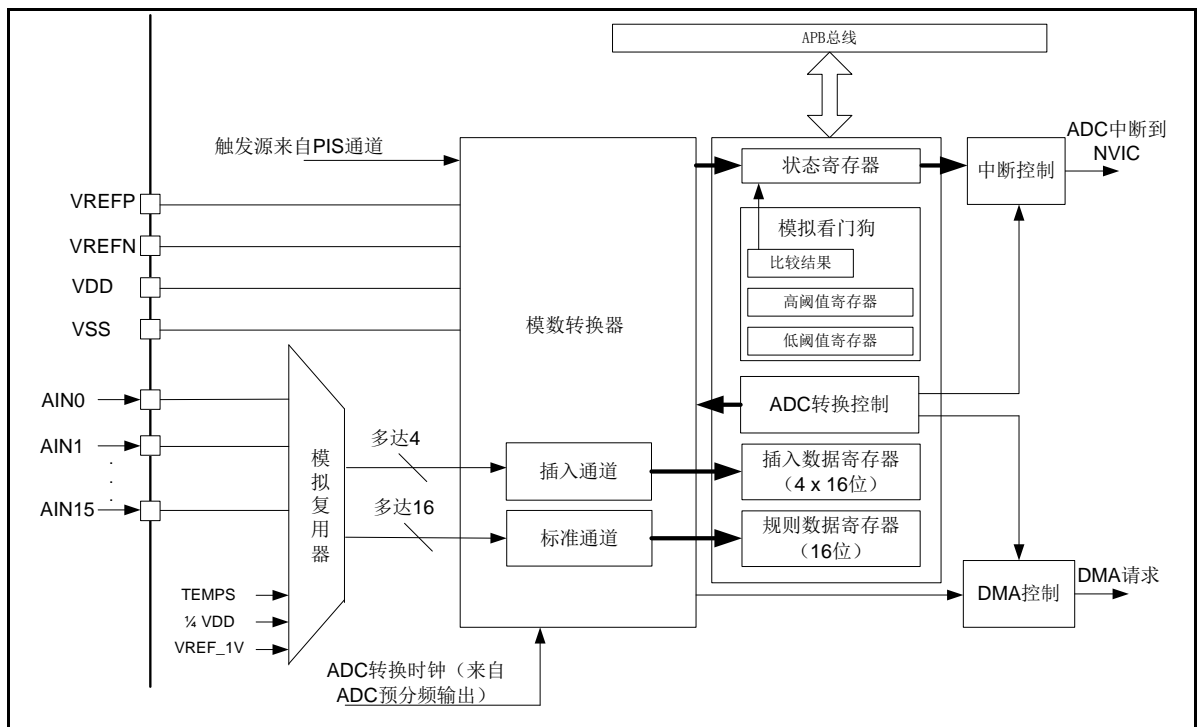 APB总线
触发源来自PIS通道
VREFP
VREFN
VDD
VSS
AIN0
AIN1
AIN15
模拟复用器
TEMPS
¼ VDD
VREF_1V
多达4
多达16
模数转换器
插入通道
标准通道
ADC转换时钟（来自
ADC预分频输出）
状态寄存器
模拟看门狗
比较结果
高阈值寄存器
低阈值寄存器
ADC转换控制
插入数据寄存器
（4 x 16位）
规则数据寄存器
（16位）
中断控制
ADC中断到
NVIC
DMA控制
DMA请求